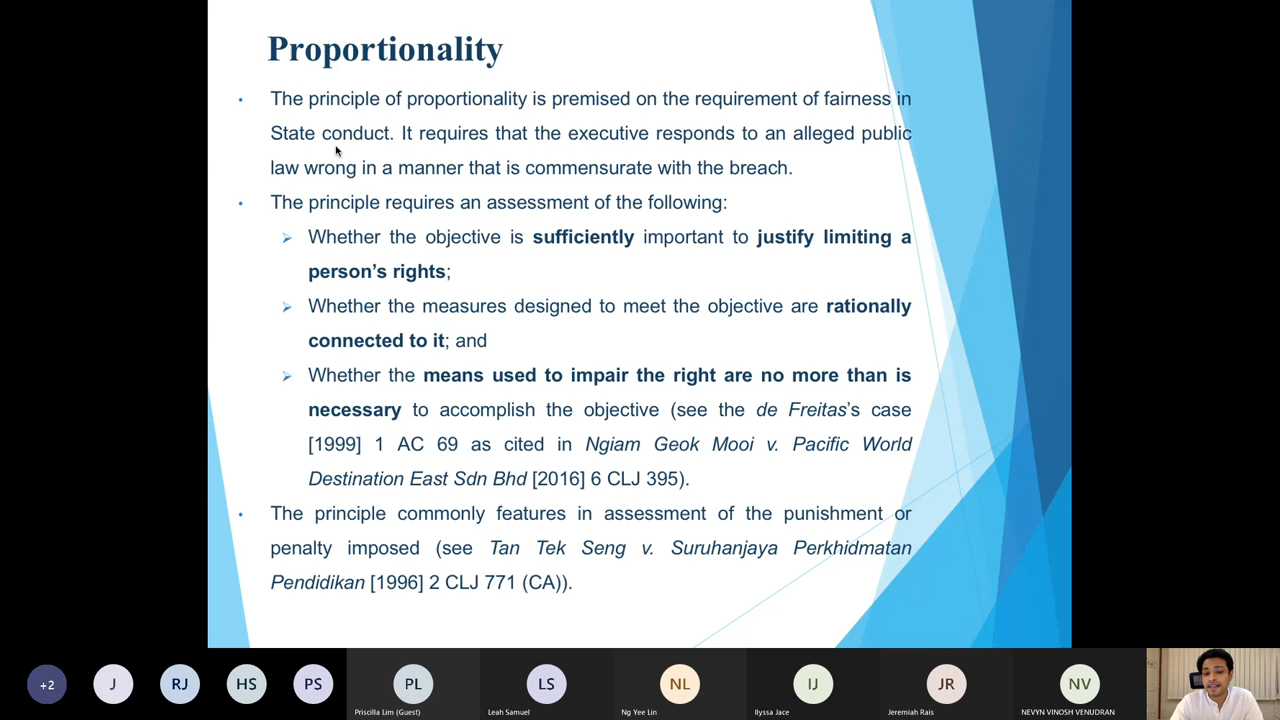 Proportionality
• The principle of proportionality is premised on the requirement of fairness in
State conduct. It requires that the executive responds to an alleged public
law wrong in a manner that is commensurate with the breach.
• The principle requires an assessment of the following:
➢ Whether the objective is sufficiently important to justify limiting a
person’s rights;
➢ Whether the measures designed to meet the objective are rationally
connected to it; and
➢ Whether the means used to impair the right are no more than is
necessary to accomplish the objective (see the de Freitas’s case
[1999] 1 AC 69 as cited in Ngiam Geok Mooi v. Pacific World
Destination East Sdn Bhd [2016] 6 CLJ 395).
• The principle commonly features in assessment of the punishment or
penalty imposed (see Tan Tek Seng v. Suruhanjaya Perkhidmatan
Pendidikan [1996] 2 CLJ 771 (CA)).
+2 J RJ HS PS PL LS NL IJ JR NV
Priscilla Lim (Guest) Leah Samuel Ng Yee Lin Ilyssa Jace Jeremiah Rais NEVYN VINOSH VENUDRAN